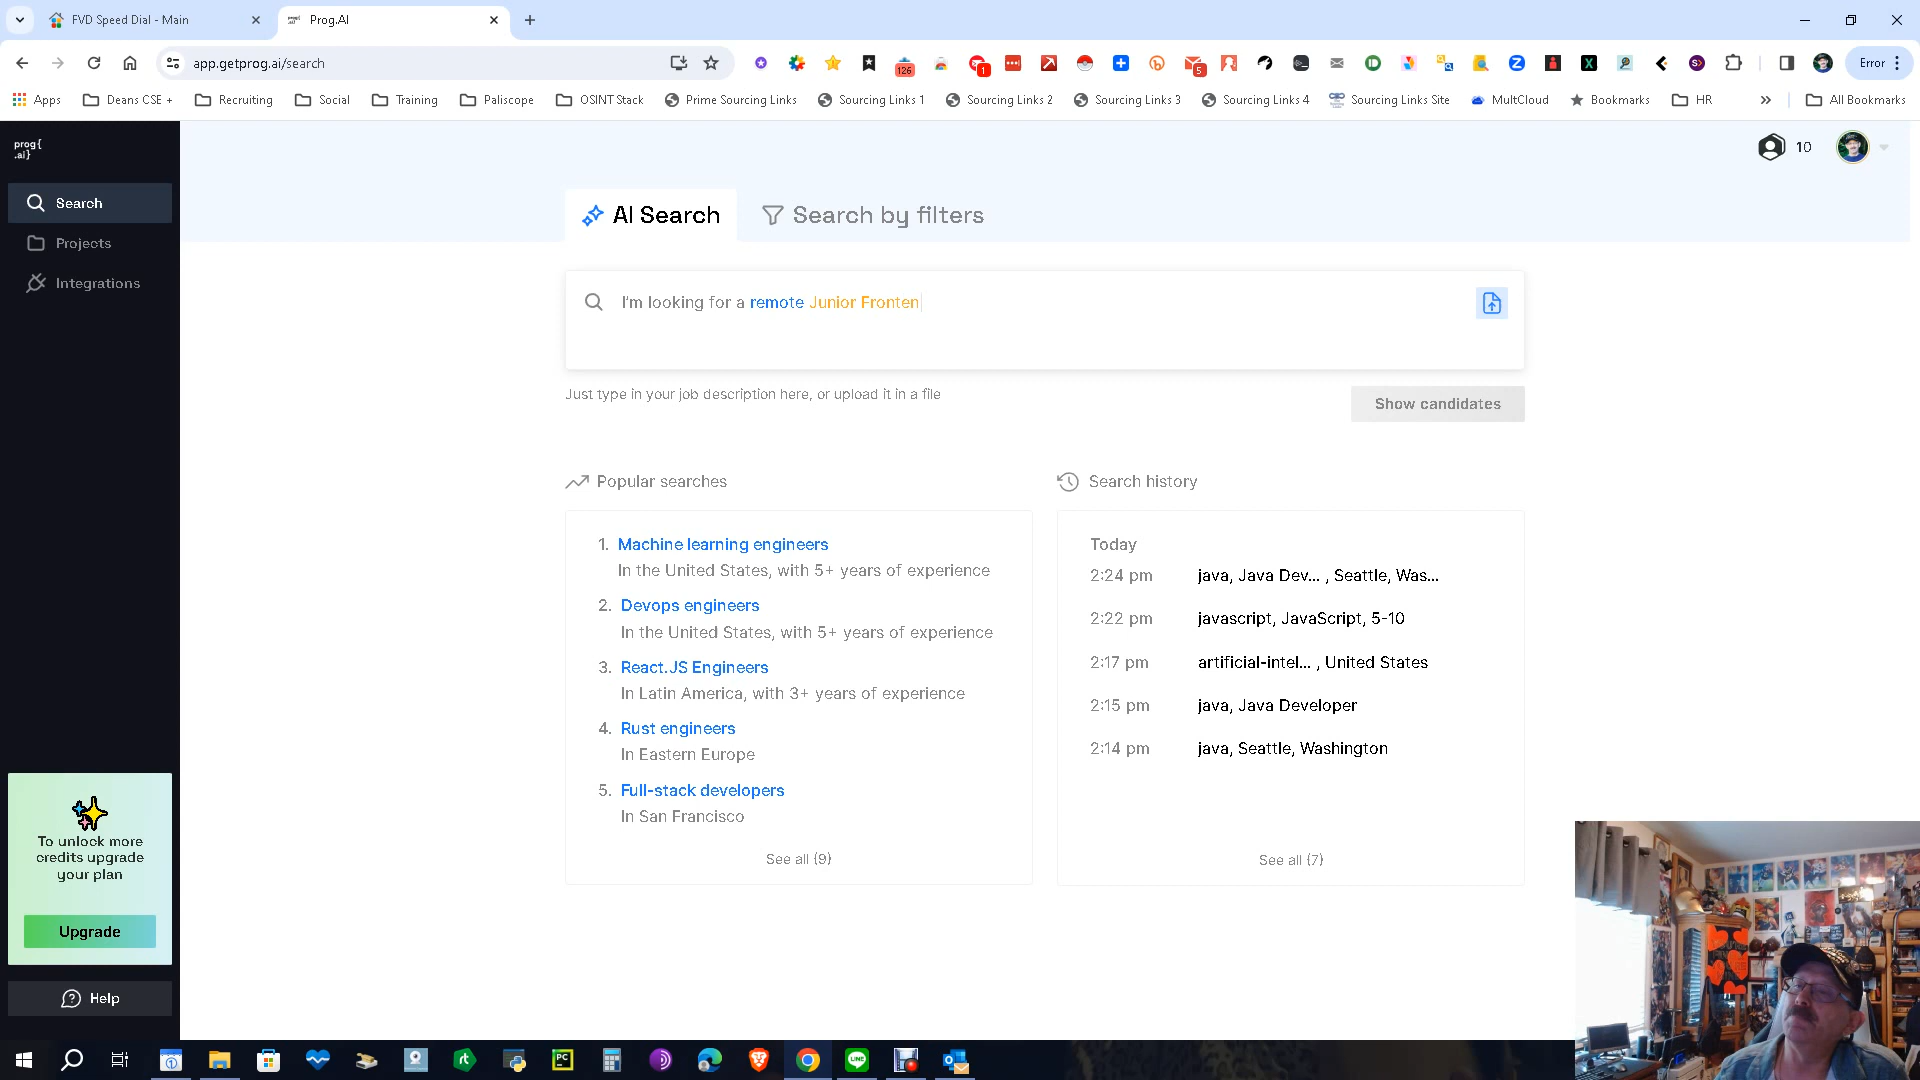 FVD Speed Dial - Main
Prog.AI
app.getprog.ai/search
126
1
5
Error
Apps
Deans CSE +
Recruiting
Social
Training
Paliscope
OSINT Stack
Prime Sourcing Links
Sourcing Links 1
Sourcing Links 2
Sourcing Links 3
Sourcing Links 4
Sourcing Links Site
MultCloud
Bookmarks
HR
»
All Bookmarks
prog{
.ai}
10
Search
Projects
Integrations
AI Search
Search by filters
I'm looking for a remote Junior Fronten
Just type in your job description here, or upload it in a file
Show candidates
Popular searches
1. Machine learning engineers
In the United States, with 5+ years of experience
2. Devops engineers
In the United States, with 5+ years of experience
3. React.JS Engineers
In Latin America, with 3+ years of experience
4. Rust engineers
In Eastern Europe
5. Full-stack developers
In San Francisco
See all (9)
Search history
Today
2:24 pm java, Java Dev... , Seattle, Was...
2:22 pm javascript, JavaScript, 5-10
2:17 pm artificial-intel... , United States
2:15 pm java, Java Developer
2:14 pm java, Seattle, Washington
See all (7)
To unlock more
credits upgrade
your plan
Upgrade
Help